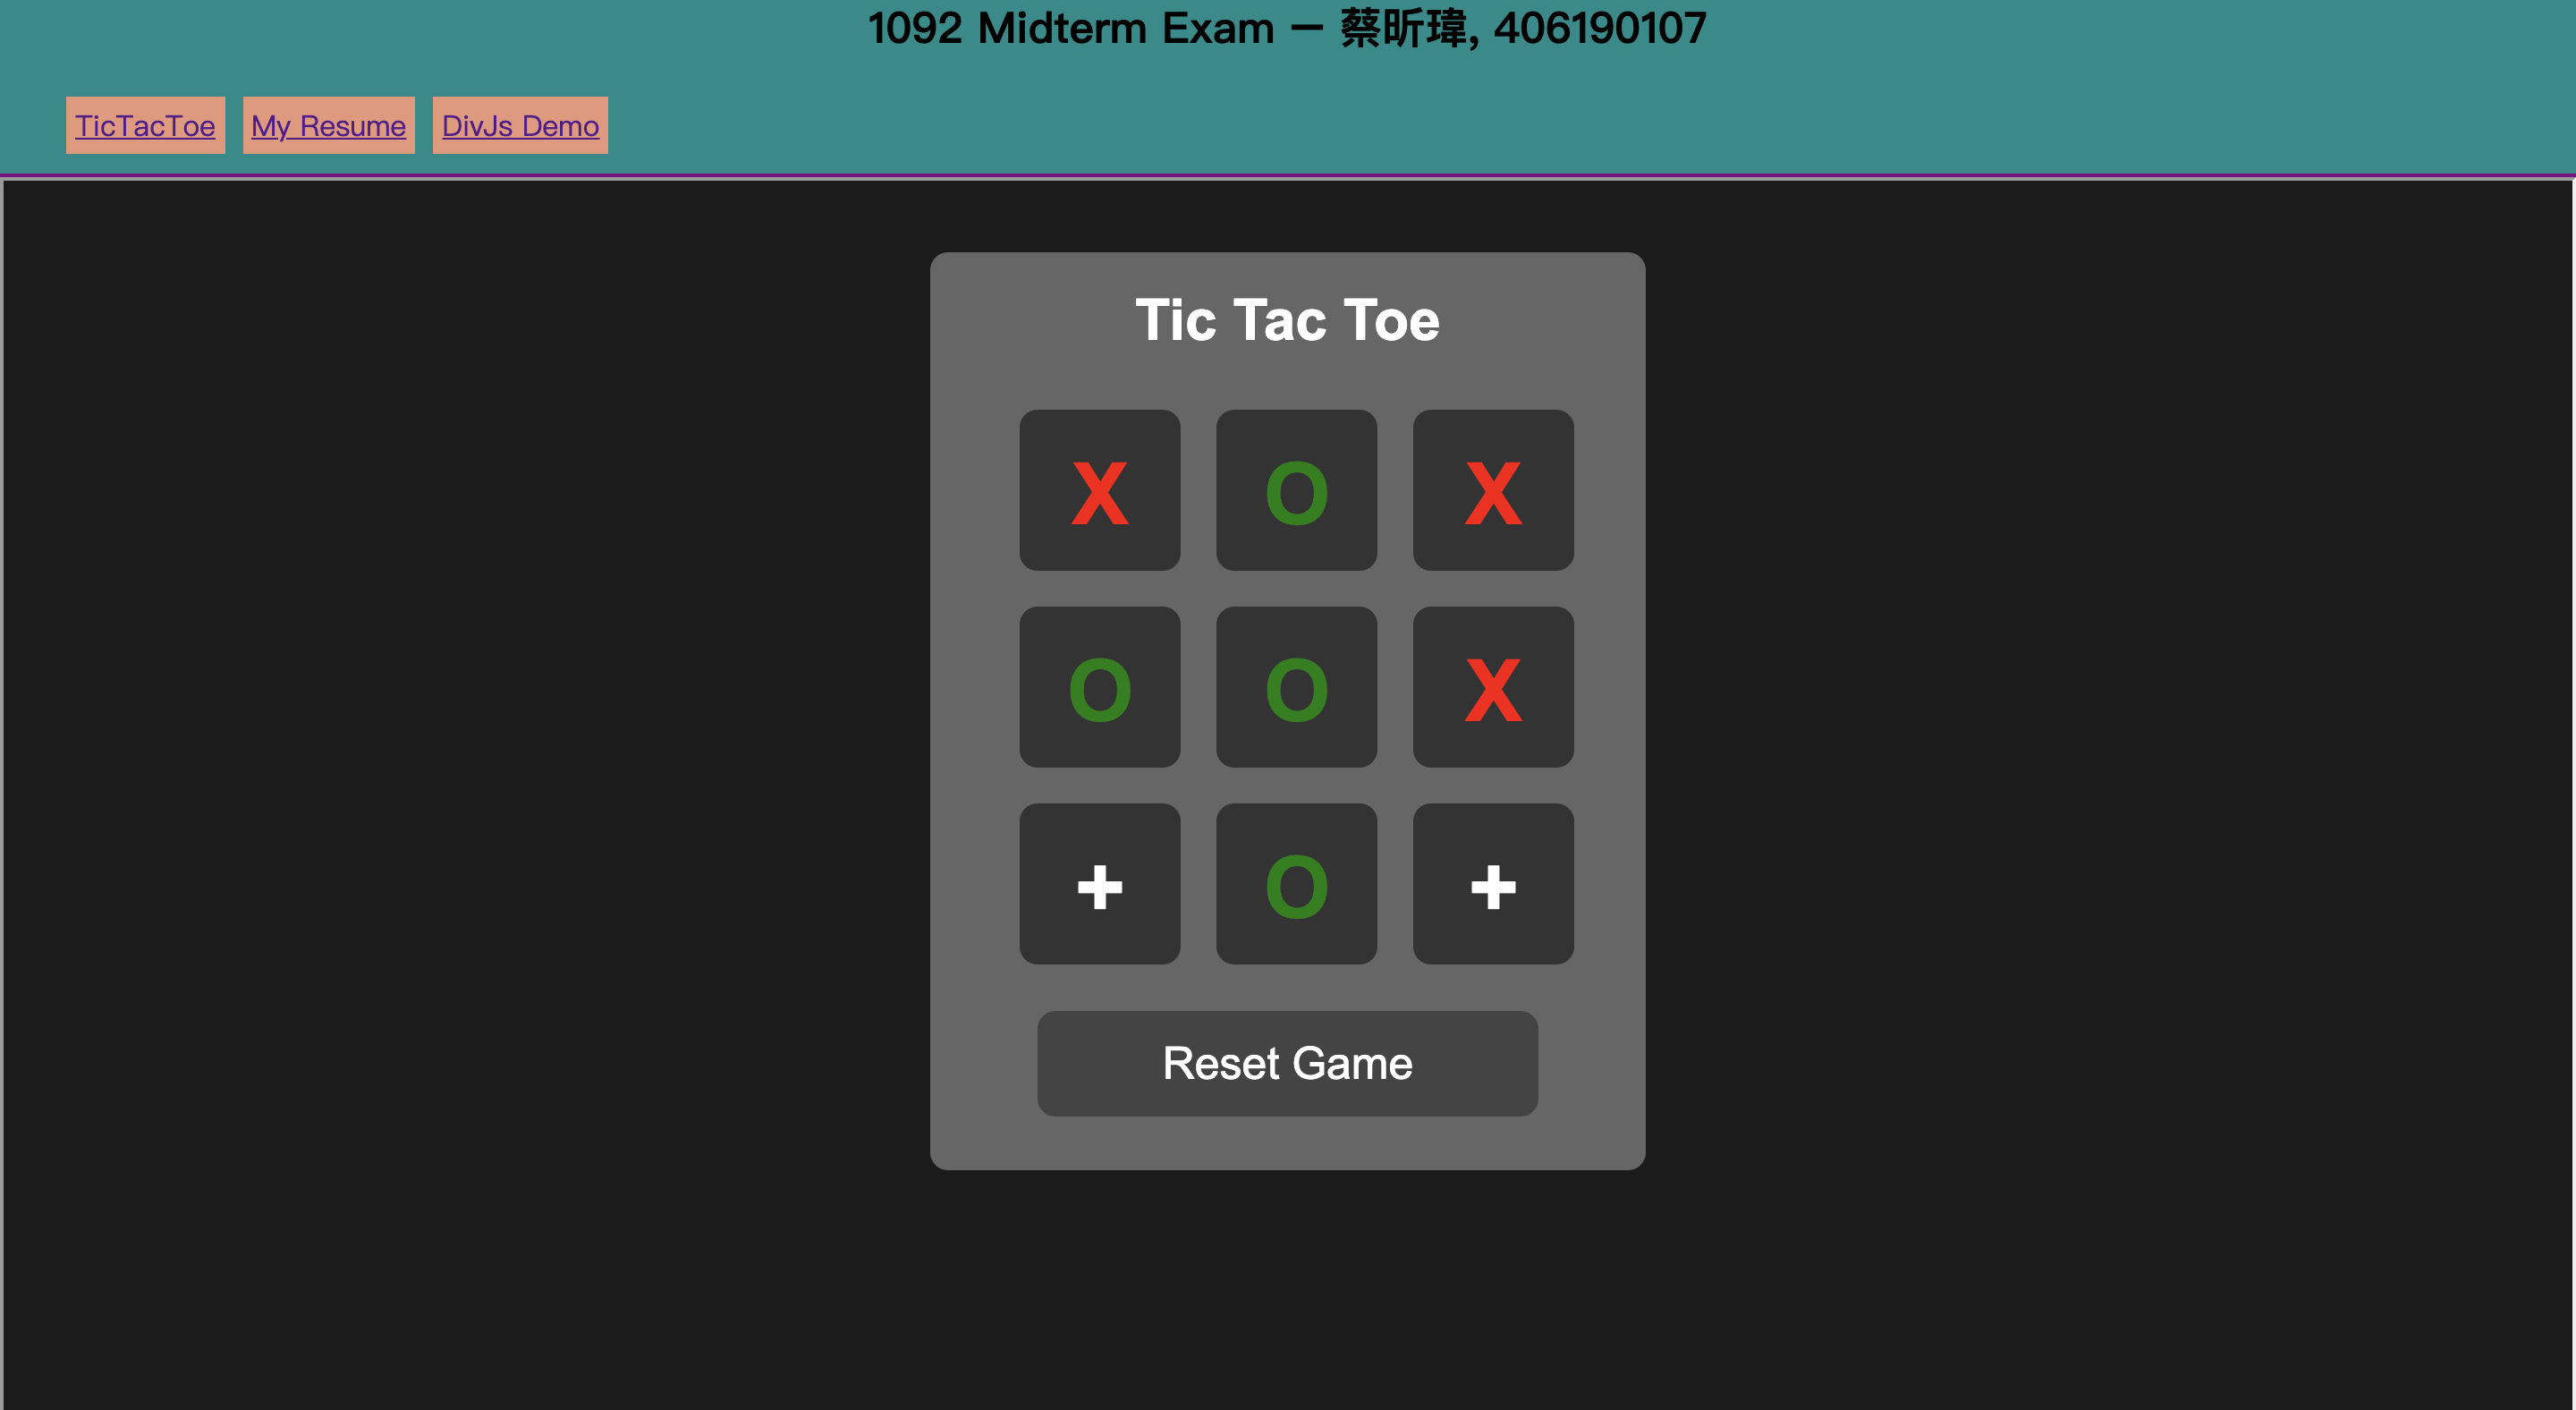 1092 Midterm Exam — 蔡昕瑋, 406190107
TicTacToe My Resume DivJs Demo
Tic Tac Toe
X O X
O O X
+ O +
Reset Game